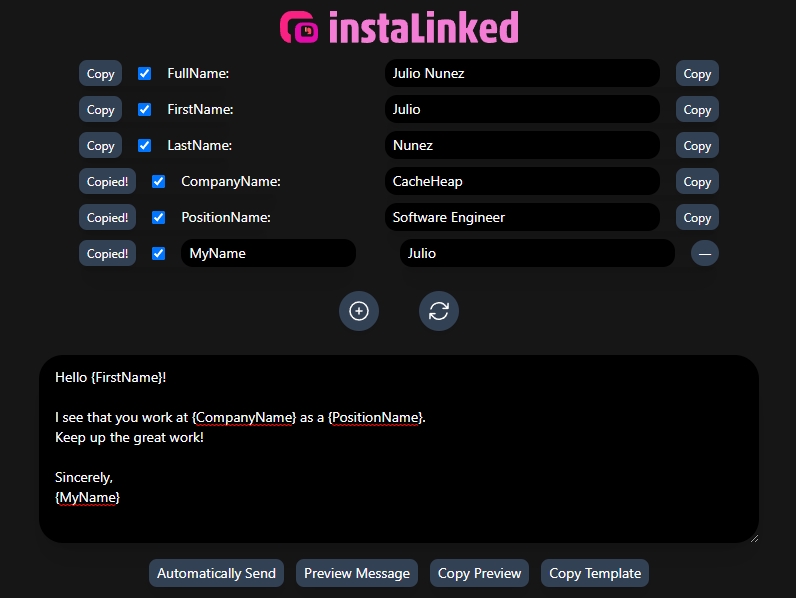 instaLinked
Copy FullName: Julio Nunez Copy
Copy FirstName: Julio Copy
Copy LastName: Nunez Copy
Copied! CompanyName: CacheHeap Copy
Copied! PositionName: Software Engineer Copy
Copied! MyName Julio
Hello {FirstName}!
I see that you work at {CompanyName} as a {PositionName}.
Keep up the great work!
Sincerely,
{MyName}
Automatically Send Preview Message Copy Preview Copy Template